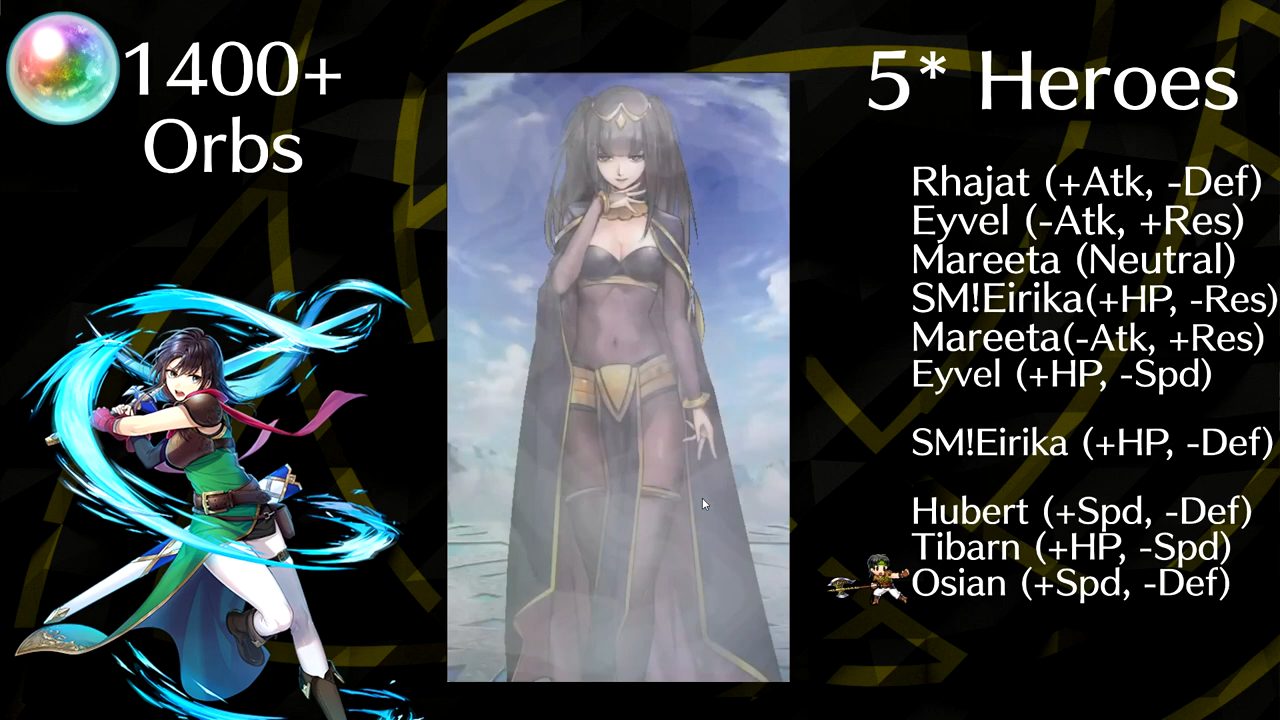 1400+
Orbs
5* Heroes
Rhajat (+Atk, -Def)
Eyvel (-Atk, +Res)
Mareeta (Neutral)
SM!Eirika(+HP, -Res)
Mareeta(-Atk, +Res)
Eyvel (+HP, -Spd)
SM!Eirika (+HP, -Def)
Hubert (+Spd, -Def)
Tibarn (+HP, -Spd)
Osian (+Spd, -Def)